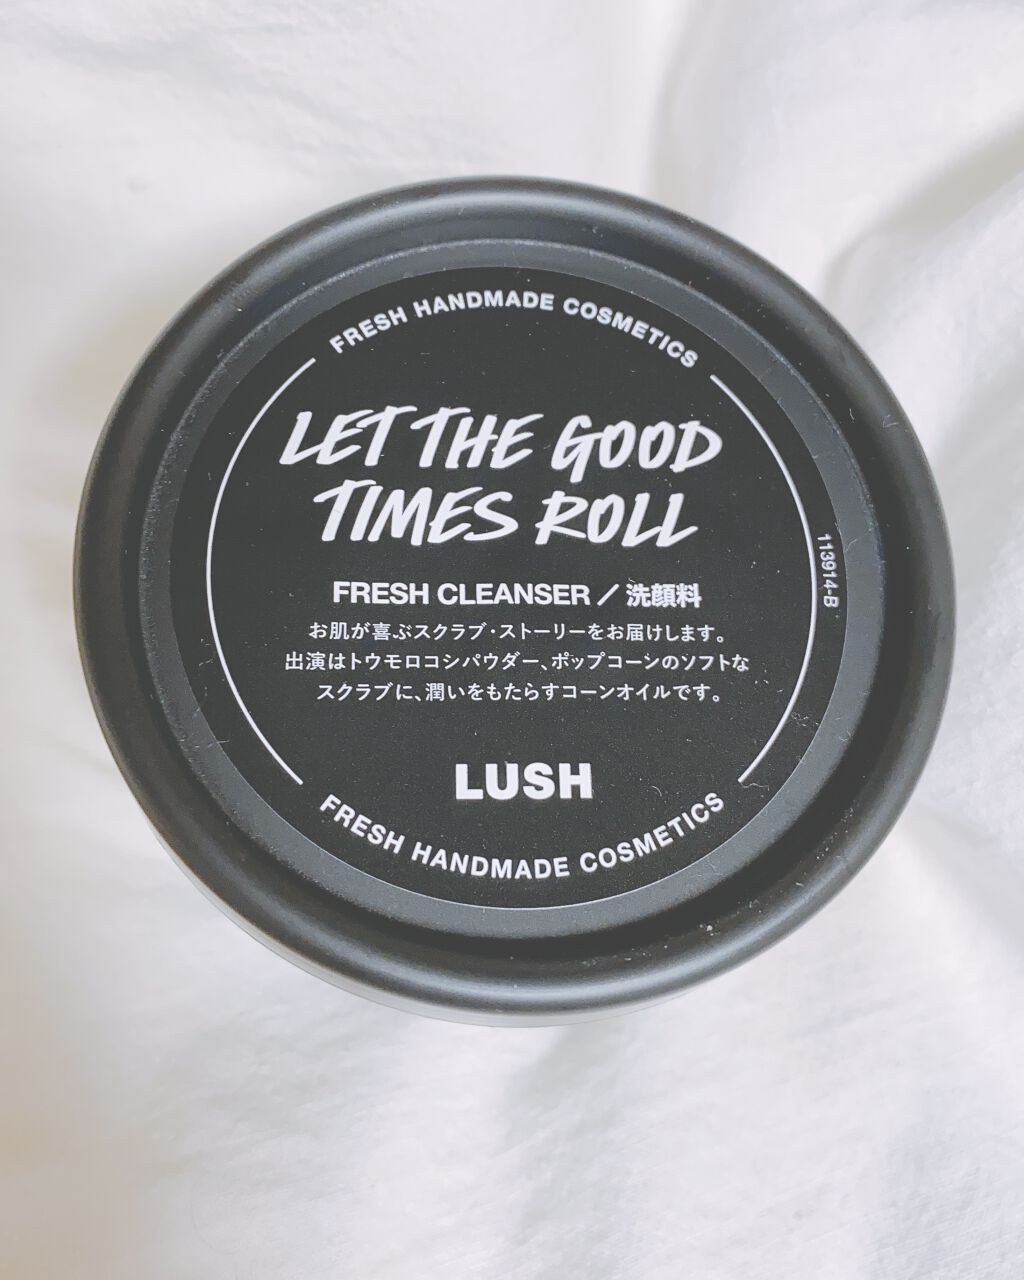 FRESH HANDMADE COSMETICS
LET THE GOOD
TIMES ROLL
FRESH CLEANSER / 洗顔料
お肌が喜ぶスクラブ・ストーリーをお届けします。
出演はトウモロコシパウダー、ポップコーンのソフトな
スクラブに、潤いをもたらすコーンオイルです。
113914-B
LUSH
FRESH HANDMADE COSMETICS